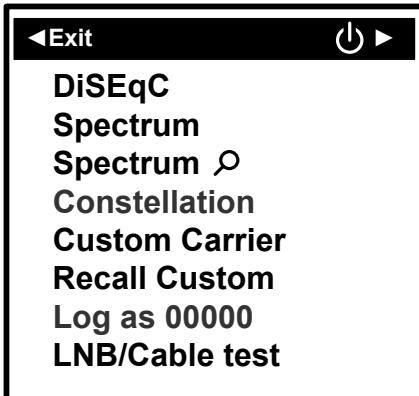 ◄Exit ►
DiSEqC
Spectrum
Spectrum
Constellation
Custom Carrier
Recall Custom
Log as 00000
LNB/Cable test